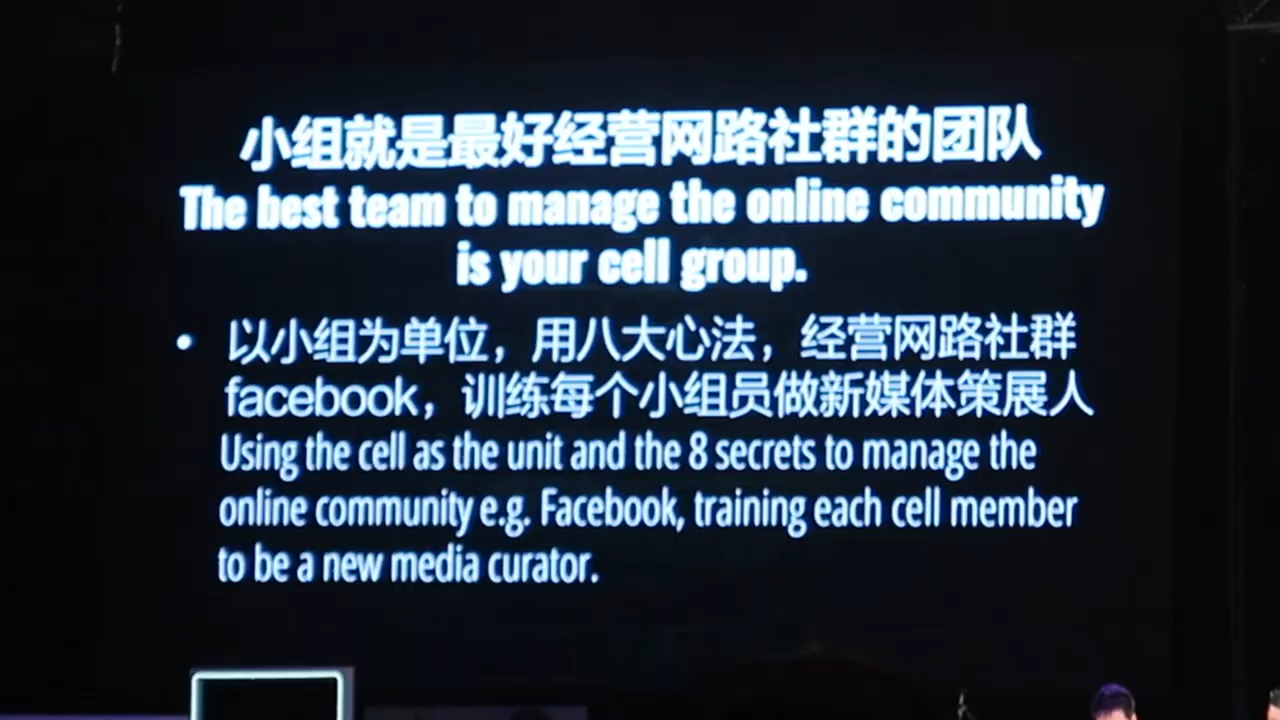 小组就是最好经营网路社群的团队
The best team to manage the online community
is your cell group.
• 以小组为单位，用八大心法，经营网路社群
facebook，训练每个小组员做新媒体策展人
Using the cell as the unit and the 8 secrets to manage the
online community e.g. Facebook, training each cell member
to be a new media curator.